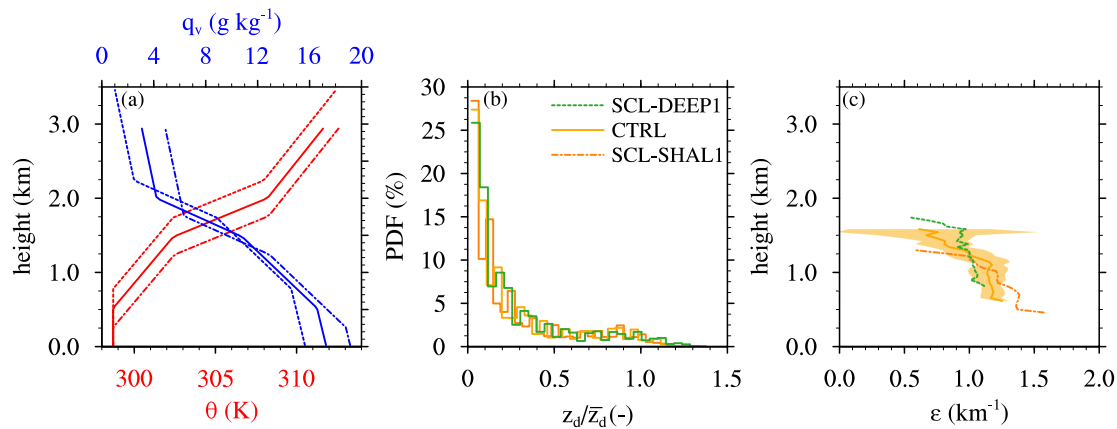 q_v (g kg⁻¹)
0 4 8 12 16 20
(a)
height (km)
3.0
2.0
1.0
0.0
300 305 310
θ (K)
(b)
SCL-DEEP1
CTRL
SCL-SHAL1
PDF (%)
30
25
20
15
10
5
0
0.0 0.5 1.0 1.5
z_d/z̅_d (-)
(c)
height (km)
3.0
2.0
1.0
0.0
0.0 0.5 1.0 1.5 2.0
ε (km⁻¹)